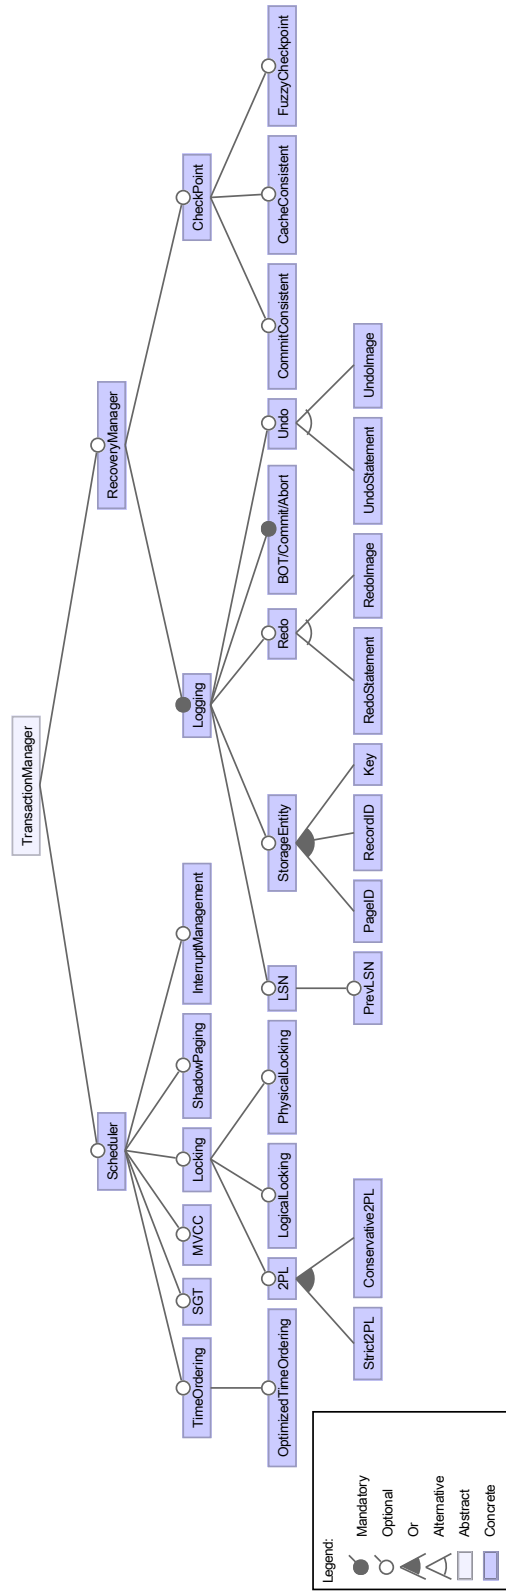 TransactionManager
Scheduler
RecoveryManager
TimeOrdering
SGT
MVCC
Locking
ShadowPaging
InterruptManagement
Logging
CheckPoint
OptimizedTimeOrdering
2PL
LogicalLocking
PhysicalLocking
LSN
StorageEntity
Redo
BOT/Commit/Abort
Undo
CommitConsistent
CacheConsistent
FuzzyCheckpoint
Strict2PL
Conservative2PL
PrevLSN
PageID
RecordID
Key
RedoStatement
RedoImage
UndoStatement
UndoImage
Legend:
Mandatory
Optional
Or
Alternative
Abstract
Concrete